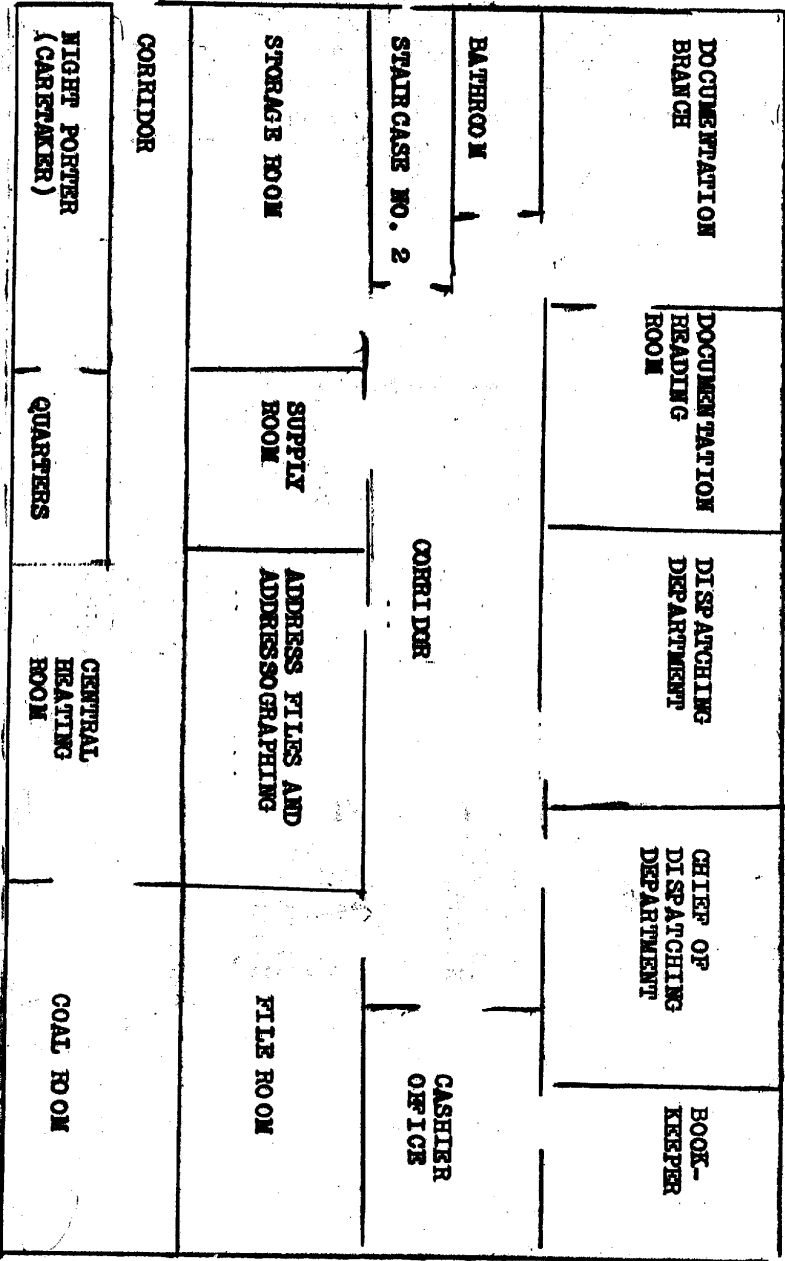 DOCUMENTATION
BRANCH
DOCUMENTATION
READING
ROOM
DISPATCHING
DEPARTMENT
CHIEF OF
DISPATCHING
DEPARTMENT
BOOK-
KEEPER
BATHROOM
STAIRCASE NO. 2
CORRIDOR
CASHIER
OFFICE
STORAGE ROOM
SUPPLY
ROOM
ADDRESS FILES AND
ADDRESSOGRAPHING
FILE ROOM
CORRIDOR
NIGHT PORTER
(CARETAKER)
QUARTERS
CENTRAL
HEATING
ROOM
COAL ROOM